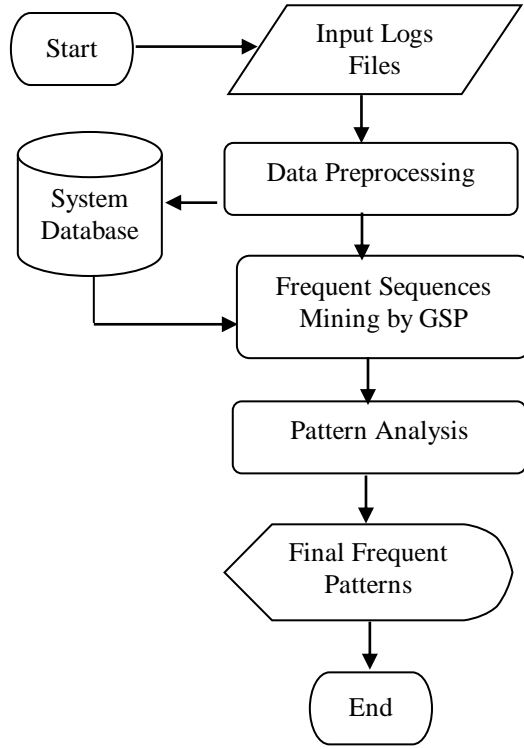 Start
Input Logs
Files
Data Preprocessing
System
Database
Frequent Sequences
Mining by GSP
Pattern Analysis
Final Frequent
Patterns
End